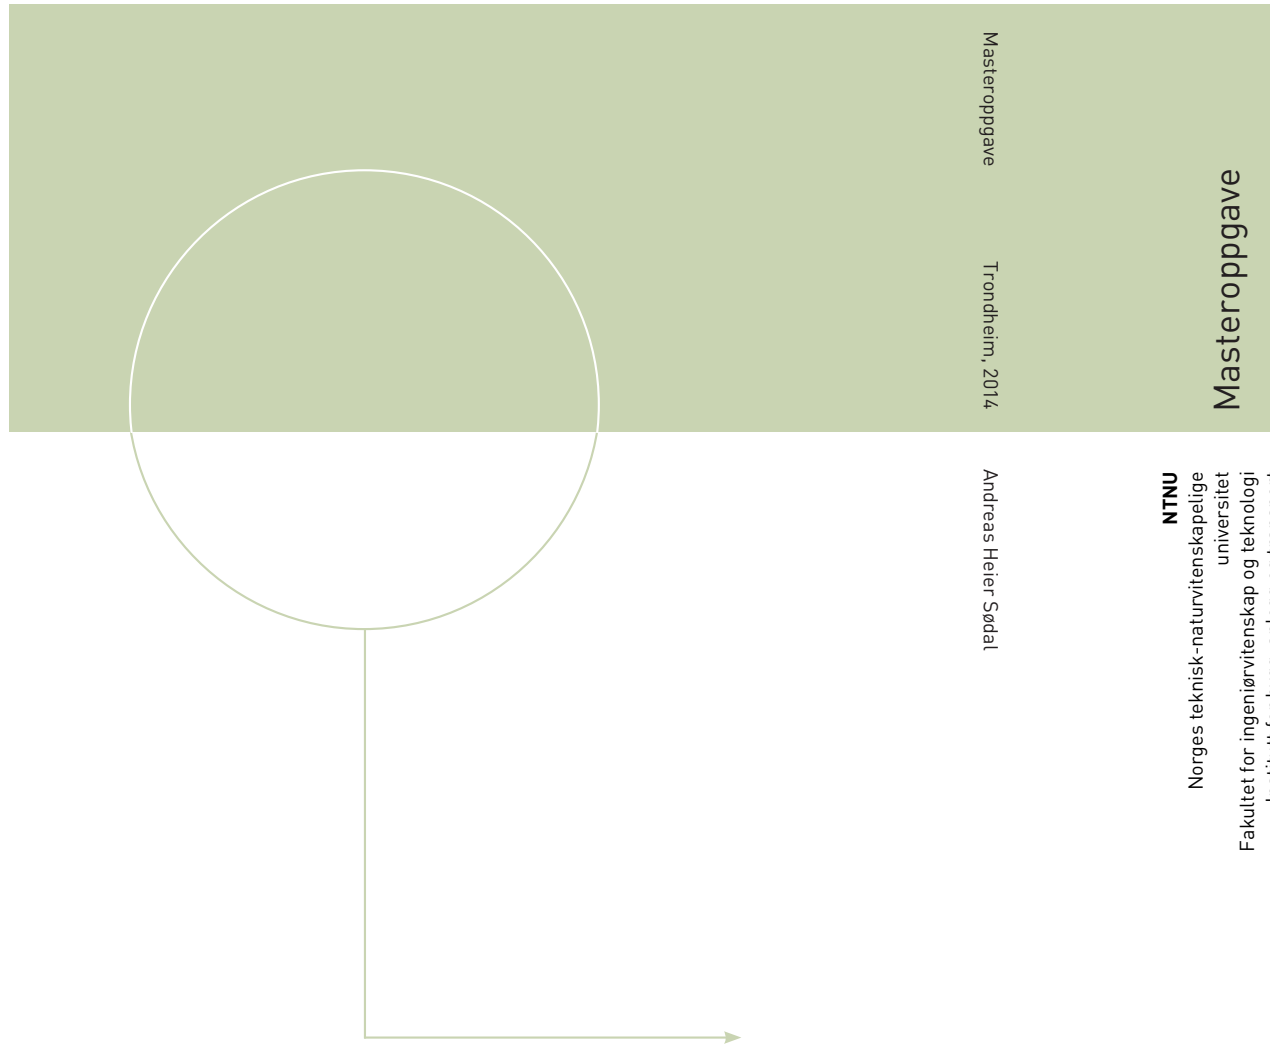 Masteroppgave
Trondheim, 2014
Andreas Heier Sødal
Masteroppgave
NTNU
Norges teknisk-naturvitenskapelige
universitet
Fakultet for ingeniørvitenskap og teknologi